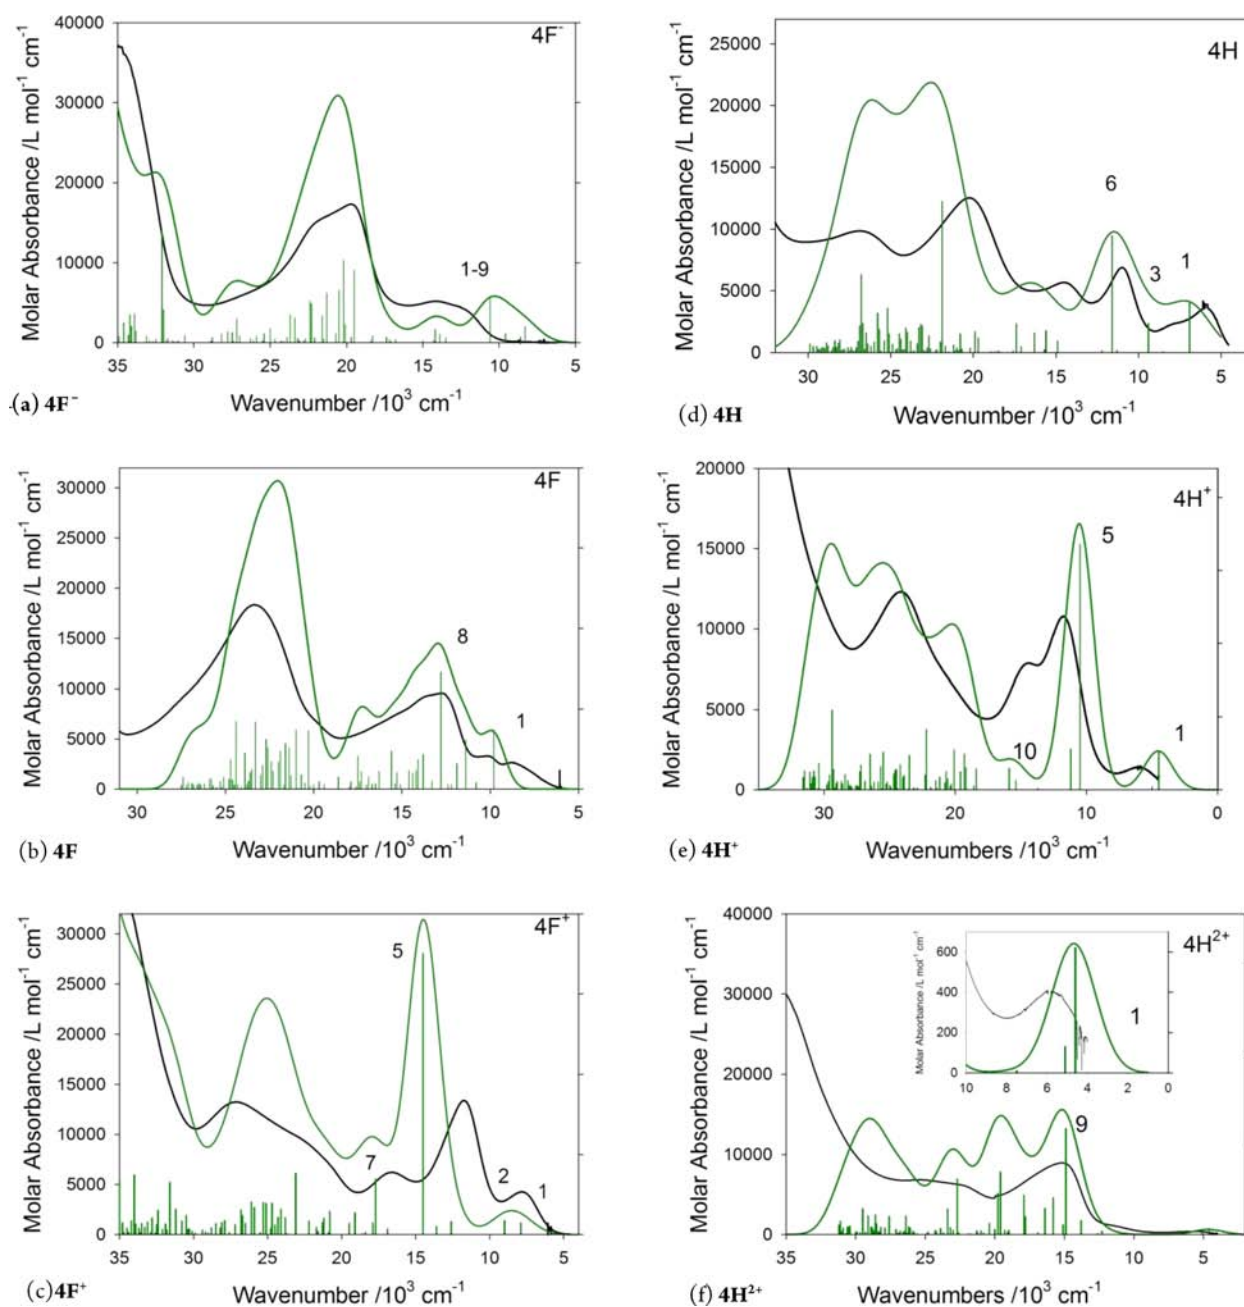 40000
30000
20000
10000
0
Molar Absorbance /L mol⁻¹ cm⁻¹
4F⁻
1-9
35 30 25 20 15 10 5
Wavenumber /10³ cm⁻¹
(a) 4F⁻
30000
25000
20000
15000
10000
5000
0
Molar Absorbance /L mol⁻¹ cm⁻¹
4F
8
1
30 25 20 15 10 5
Wavenumber /10³ cm⁻¹
(b) 4F
30000
25000
20000
15000
10000
5000
0
Molar Absorbance /L mol⁻¹ cm⁻¹
4F⁺
5
7
2
1
35 30 25 20 15 10 5
Wavenumber /10³ cm⁻¹
(c) 4F⁺
25000
20000
15000
10000
5000
0
Molar Absorbance /L mol⁻¹ cm⁻¹
4H
6
3
1
30 25 20 15 10 5
Wavenumber /10³ cm⁻¹
(d) 4H
20000
15000
10000
5000
0
Molar Absorbance /L mol⁻¹ cm⁻¹
4H⁺
5
10
1
30 20 10 0
Wavenumbers /10³ cm⁻¹
(e) 4H⁺
40000
30000
20000
10000
0
Molar Absorbance /L mol⁻¹ cm⁻¹
4H²⁺
600
400
200
0
Molar Absorbance /L mol⁻¹ cm⁻¹
1
10 8 6 4 2 0
9
35 30 25 20 15 10 5
Wavenumbers /10³ cm⁻¹
(f) 4H²⁺